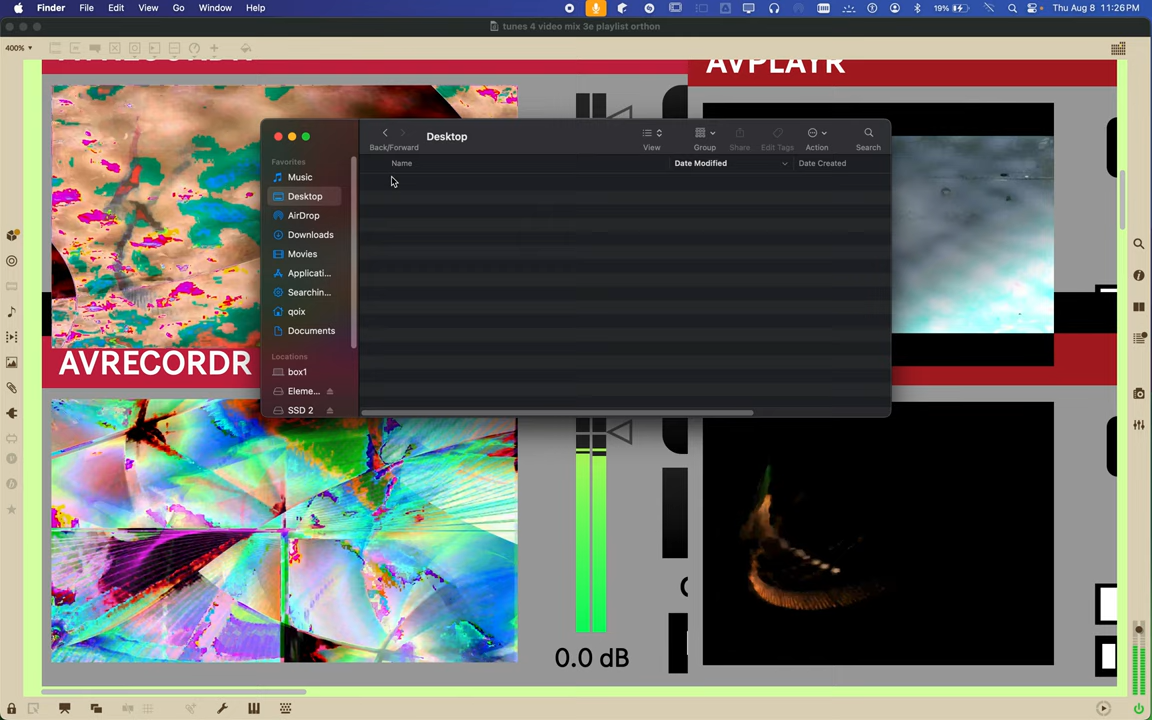 Finder File Edit View Go Window Help
19% Thu Aug 8 11:26 PM
tunes 4 video mix 3e playlist orthon
400%
AVPLAYR
Back/Forward
Desktop
View
Group
Share
Edit Tags
Action
Search
Name
Date Modified
Date Created
Favorites
Music
Desktop
AirDrop
Downloads
Movies
Applicati...
Searchin...
qoix
Documents
Locations
box1
Eleme...
SSD 2
AVRECORDR
0.0 dB